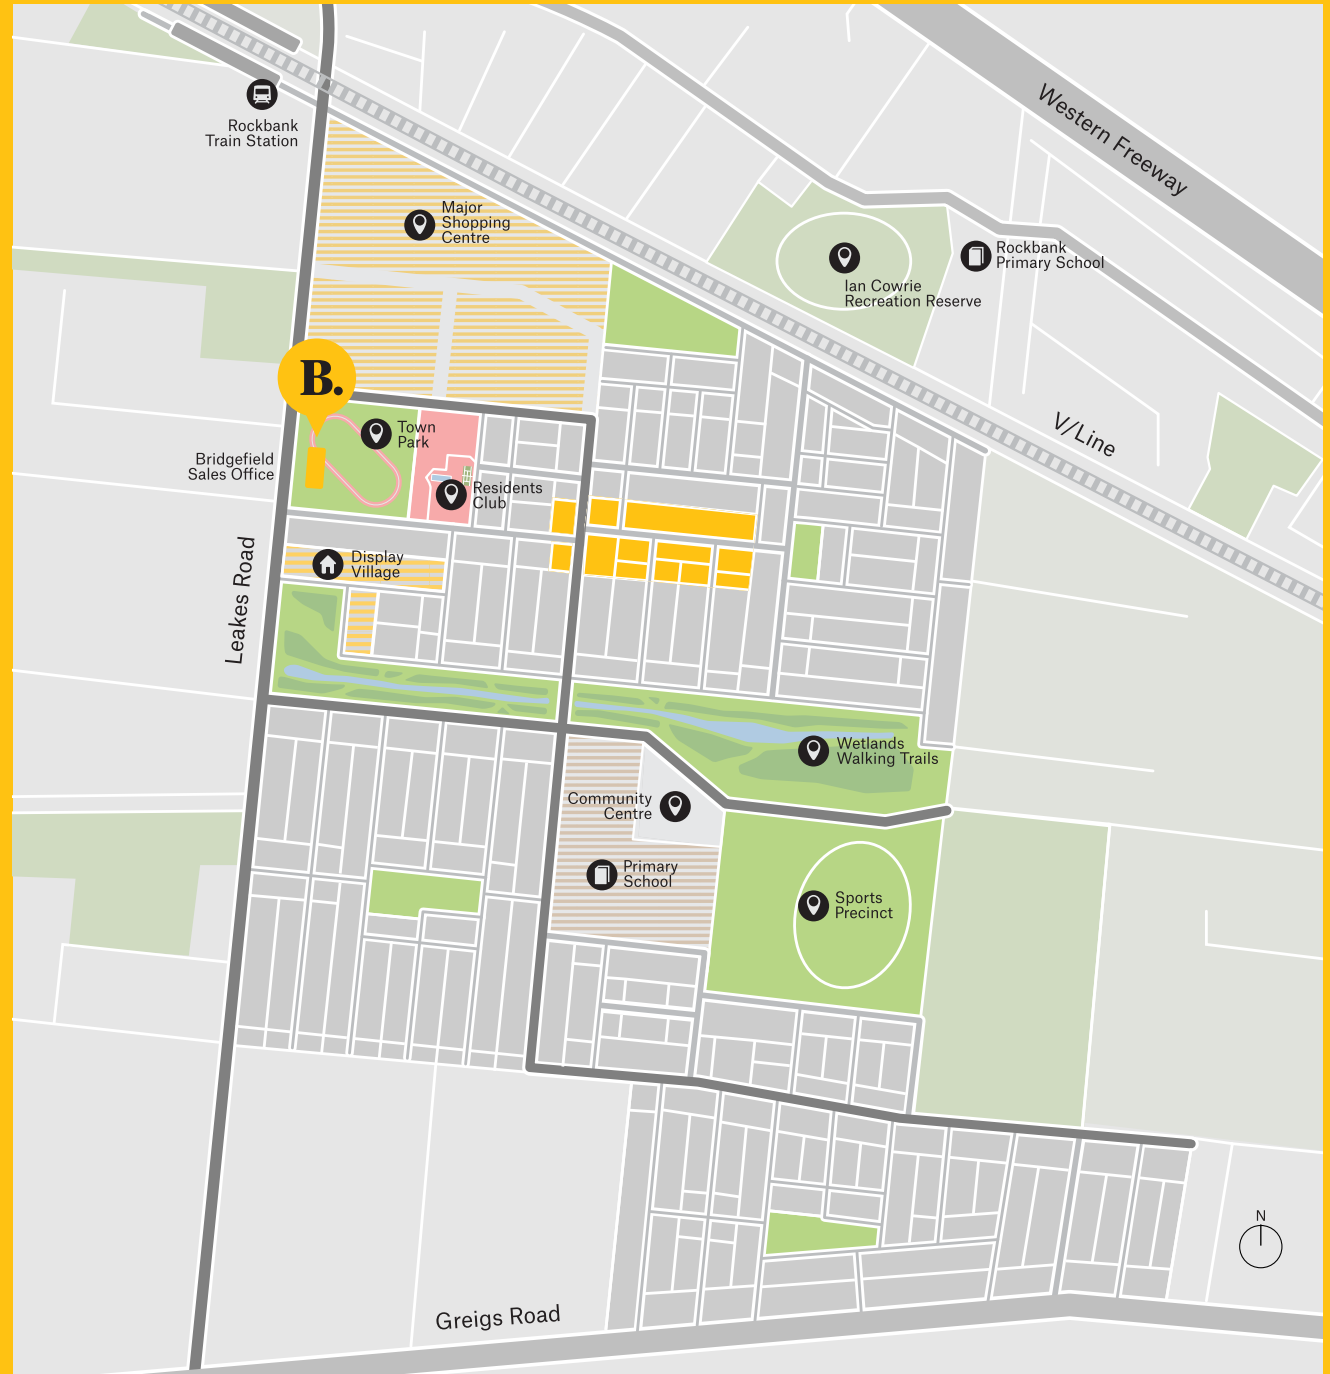 Western Freeway
Rockbank
Train Station
Major
Shopping
Centre
Rockbank
Primary School
Ian Cowrie
Recreation Reserve
B.
V/Line
Town
Park
Bridgefield
Sales Office
Residents
Club
Leakes Road
Display
Village
Wetlands
Walking Trails
Community
Centre
Primary
School
Sports
Precinct
N
Greigs Road